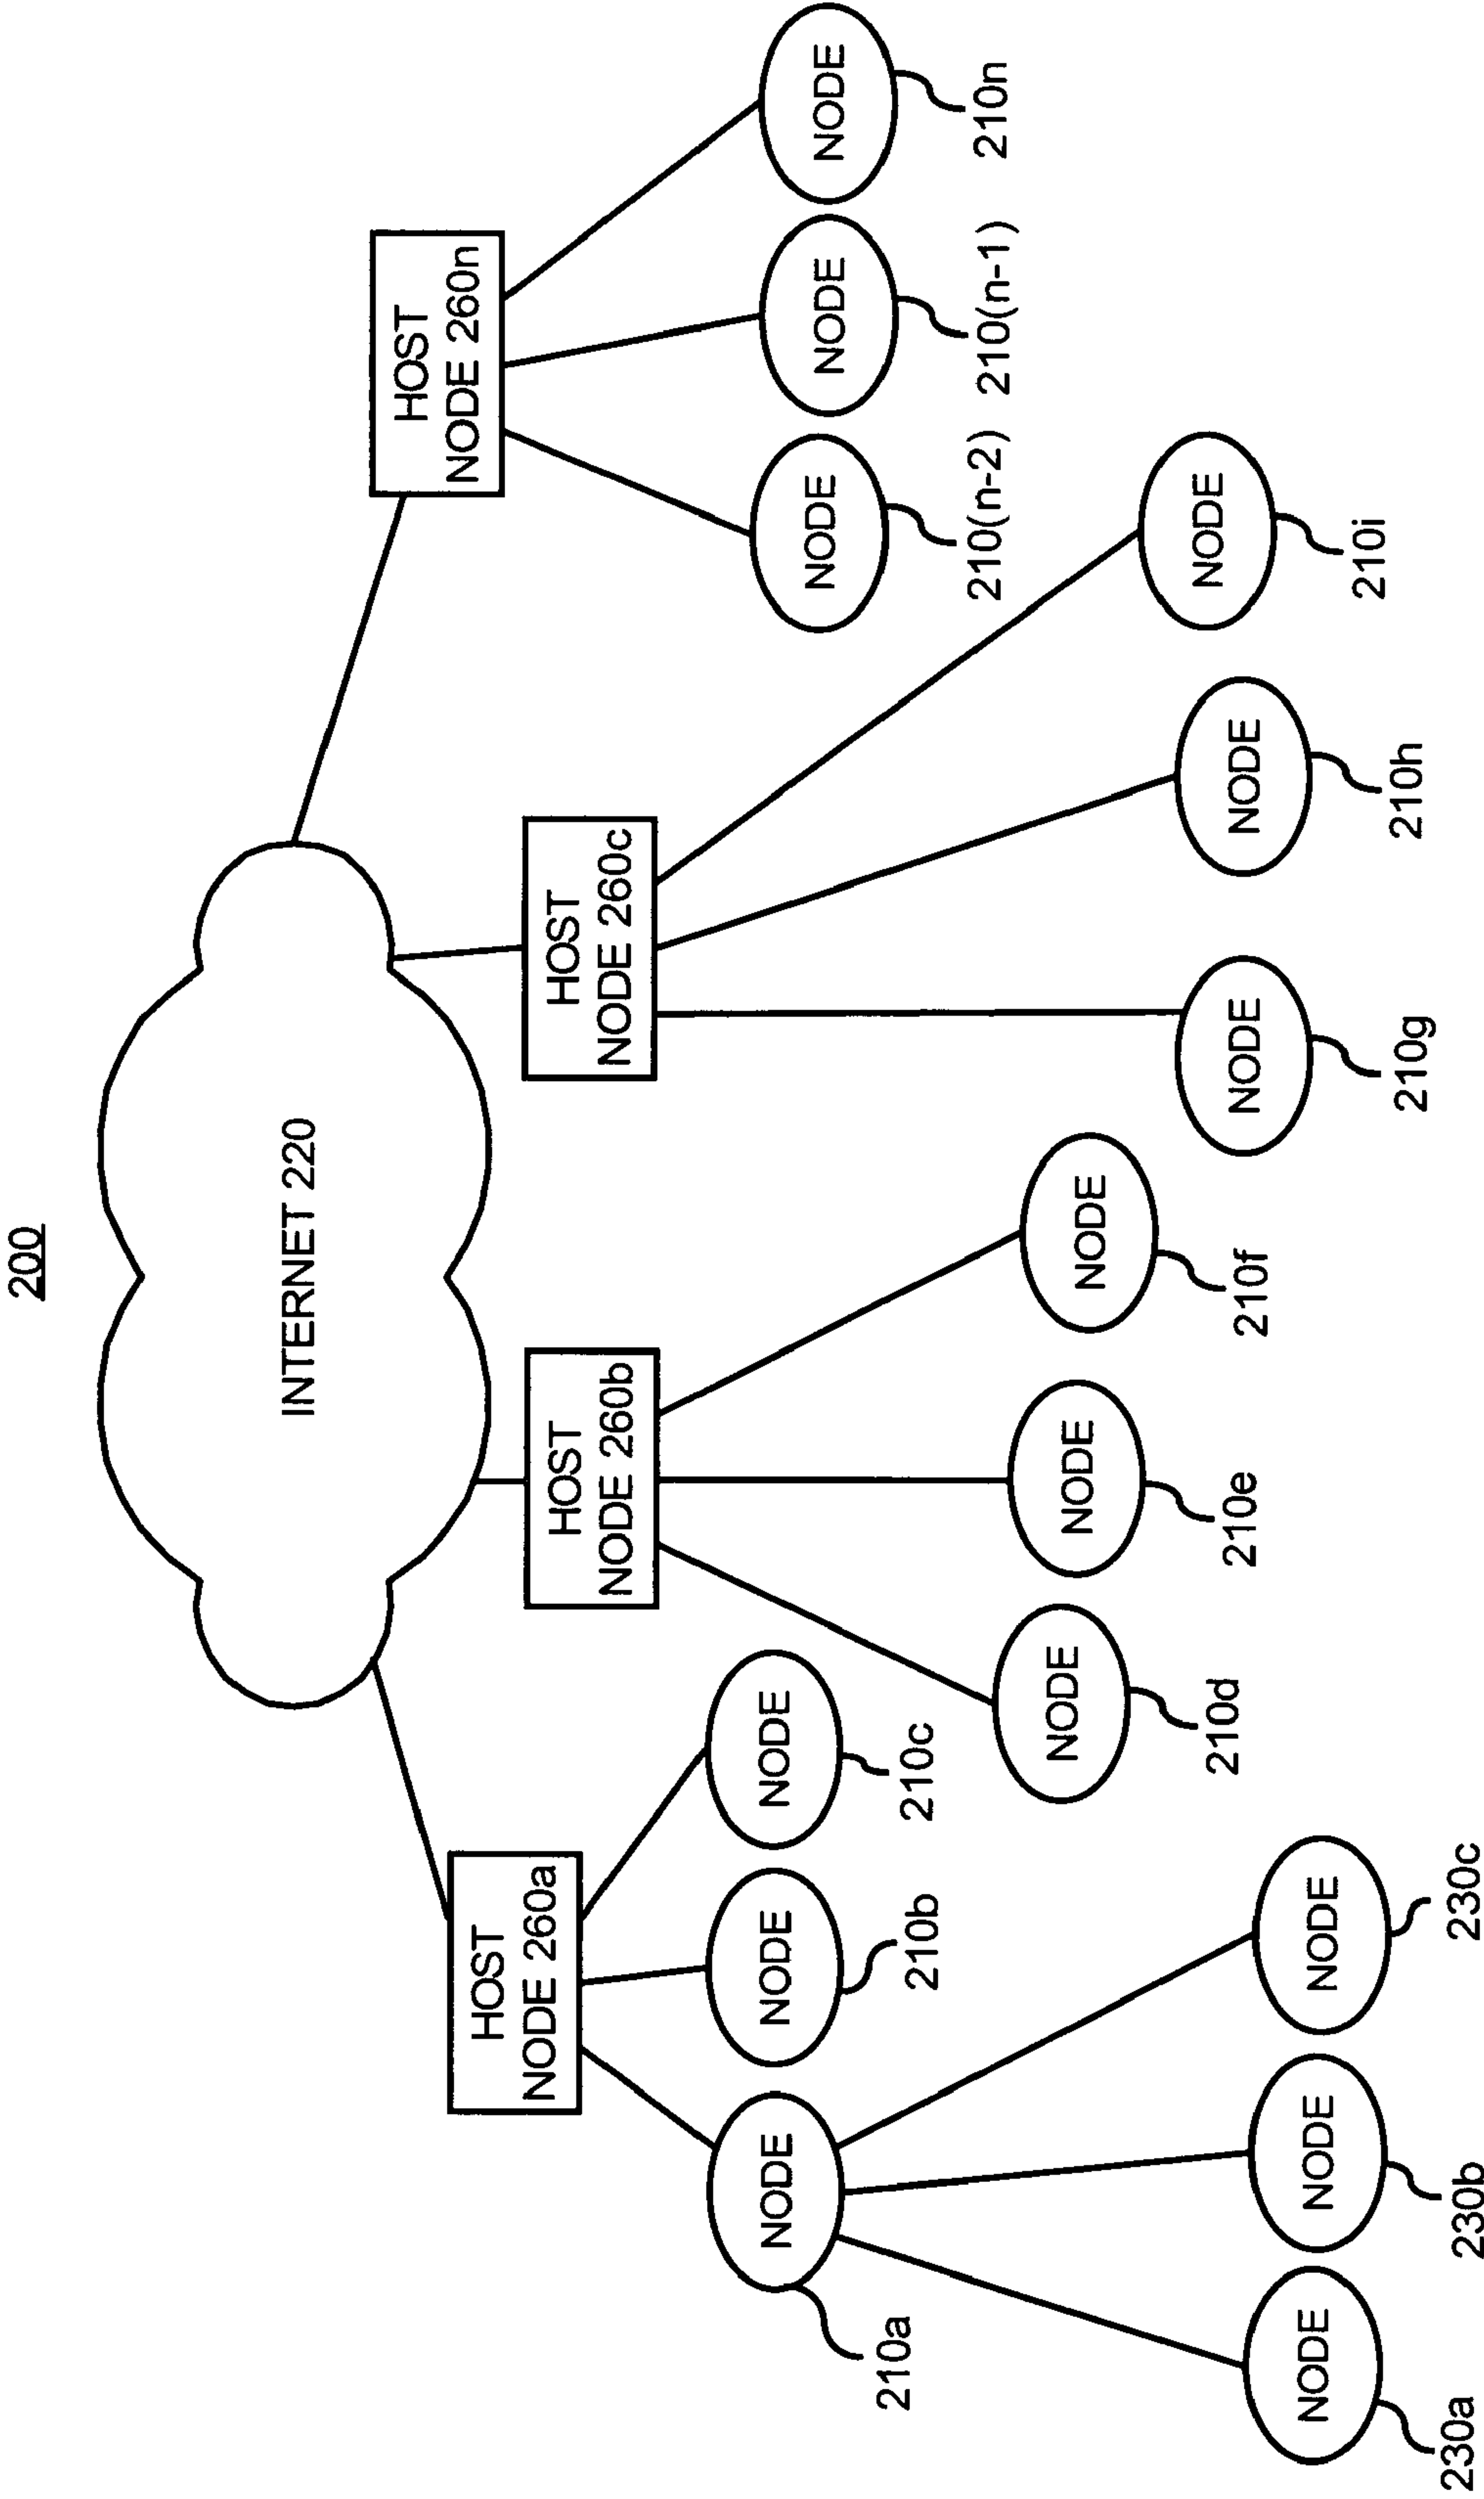 200
INTERNET 220
HOST
NODE 260a
HOST
NODE 260b
HOST
NODE 260c
HOST
NODE 260n
NODE
210a
NODE
210b
NODE
210c
NODE
230a
NODE
230b
NODE
230c
NODE
210d
NODE
210e
NODE
210f
NODE
210g
NODE
210h
NODE
210i
NODE
210(n-2)
NODE
210(n-1)
NODE
210n